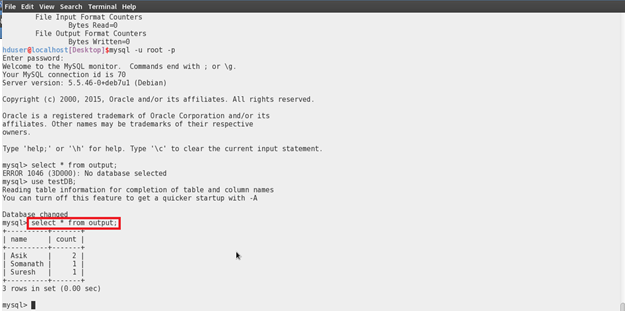 File Edit View Search Terminal Help
File Input Format Counters
Bytes Read=0
File Output Format Counters
Bytes Written=0
hduser@localhost[Desktop]$mysql -u root -p
Enter password:
Welcome to the MySQL monitor.  Commands end with ; or \g.
Your MySQL connection id is 70
Server version: 5.5.46-0+deb7u1 (Debian)
Copyright (c) 2000, 2015, Oracle and/or its affiliates. All rights reserved.
Oracle is a registered trademark of Oracle Corporation and/or its
affiliates. Other names may be trademarks of their respective
owners.
Type 'help;' or '\h' for help. Type '\c' to clear the current input statement.
mysql> select * from output;
ERROR 1046 (3D000): No database selected
mysql> use testDB;
Reading table information for completion of table and column names
You can turn off this feature to get a quicker startup with -A
Database changed
mysql> select * from output;
+----------+-------+
| name     | count |
+----------+-------+
| Asik     |     2 |
| Somanath |     1 |
| Suresh   |     1 |
+----------+-------+
3 rows in set (0.00 sec)
mysql>